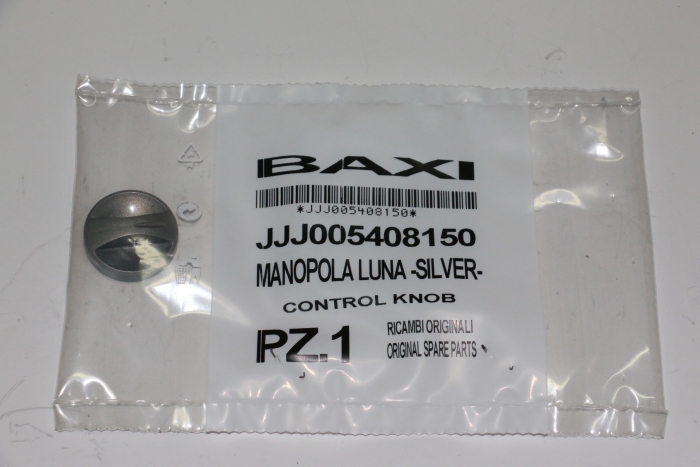 BAXI
*JJJ005408150*
JJJ005408150
MANOPOLA LUNA -SILVER-
CONTROL KNOB
PZ.1
RICAMBI ORIGINALI
ORIGINAL SPARE PARTS